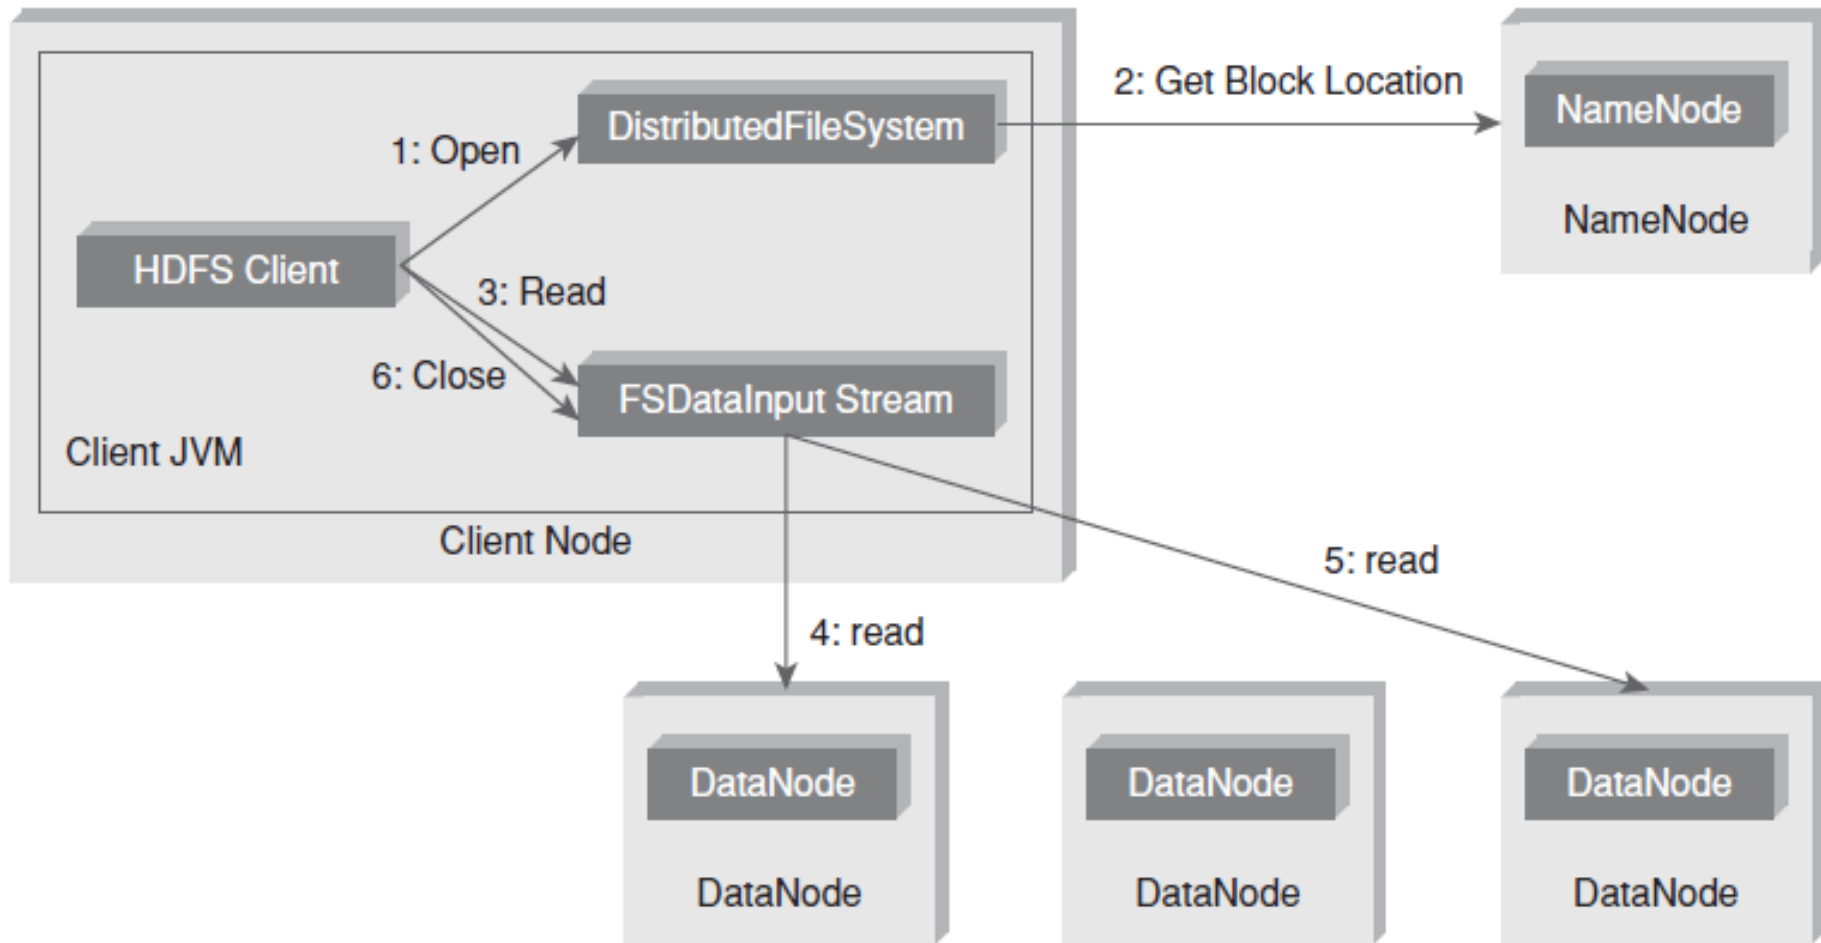 DistributedFileSystem
2: Get Block Location
NameNode
NameNode
1: Open
HDFS Client
3: Read
6: Close
FSDataInput Stream
Client JVM
Client Node
5: read
4: read
DataNode
DataNode
DataNode
DataNode
DataNode
DataNode